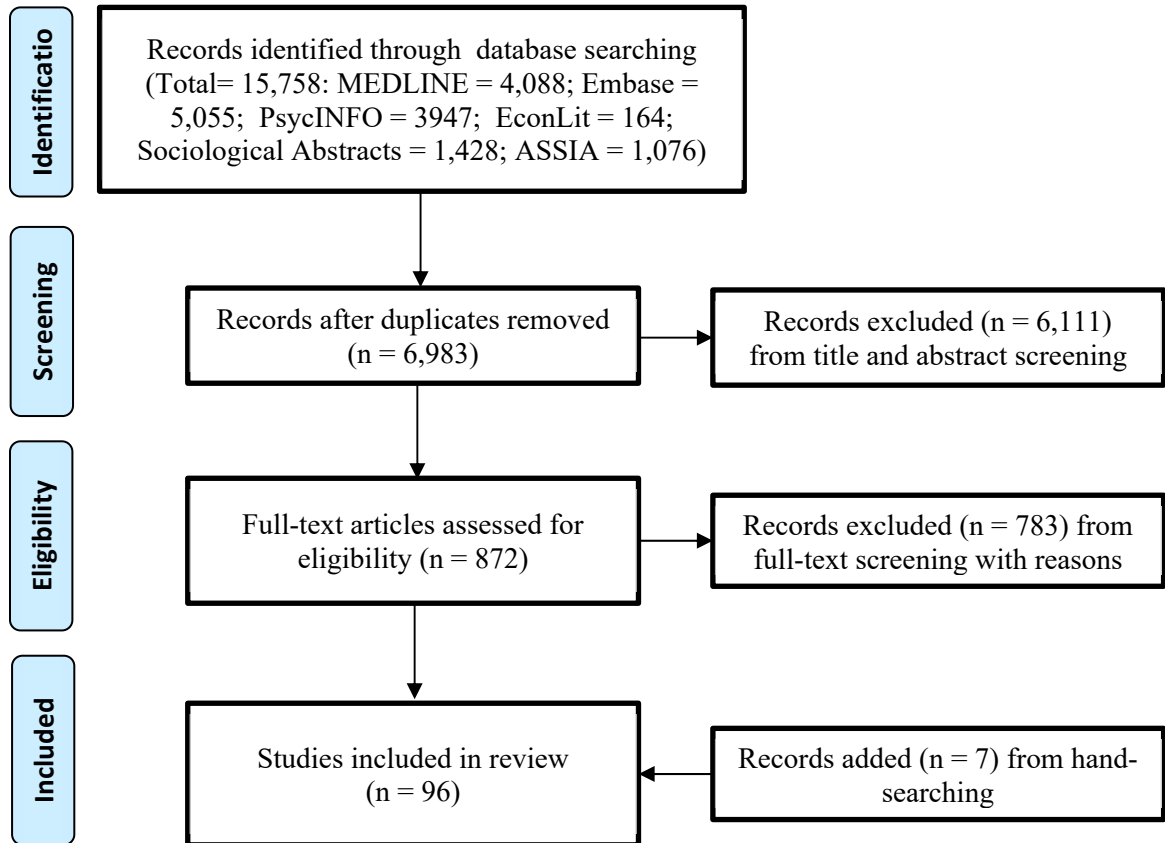 Identificatio
Records identified through database searching
(Total= 15,758: MEDLINE = 4,088; Embase =
5,055; PsycINFO = 3947; EconLit = 164;
Sociological Abstracts = 1,428; ASSIA = 1,076)
Screening
Records after duplicates removed
(n = 6,983)
Records excluded (n = 6,111)
from title and abstract screening
Eligibility
Full-text articles assessed for
eligibility (n = 872)
Records excluded (n = 783) from
full-text screening with reasons
Included
Studies included in review
(n = 96)
Records added (n = 7) from hand-
searching